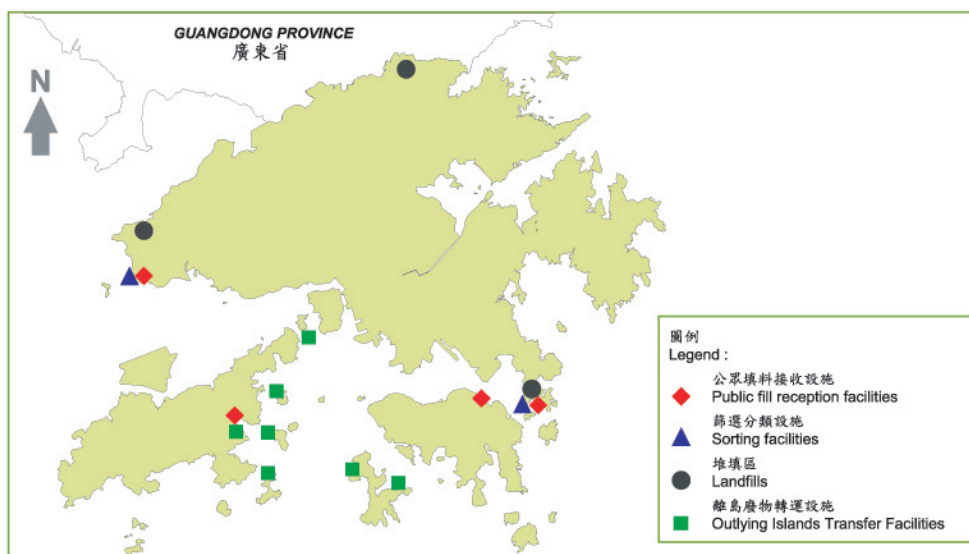 GUANGDONG PROVINCE
廣東省
N
圖例
Legend :
公眾填料接收設施
Public fill reception facilities
篩選分類設施
Sorting facilities
堆填區
Landfills
離島廢物轉運設施
Outlying Islands Transfer Facilities